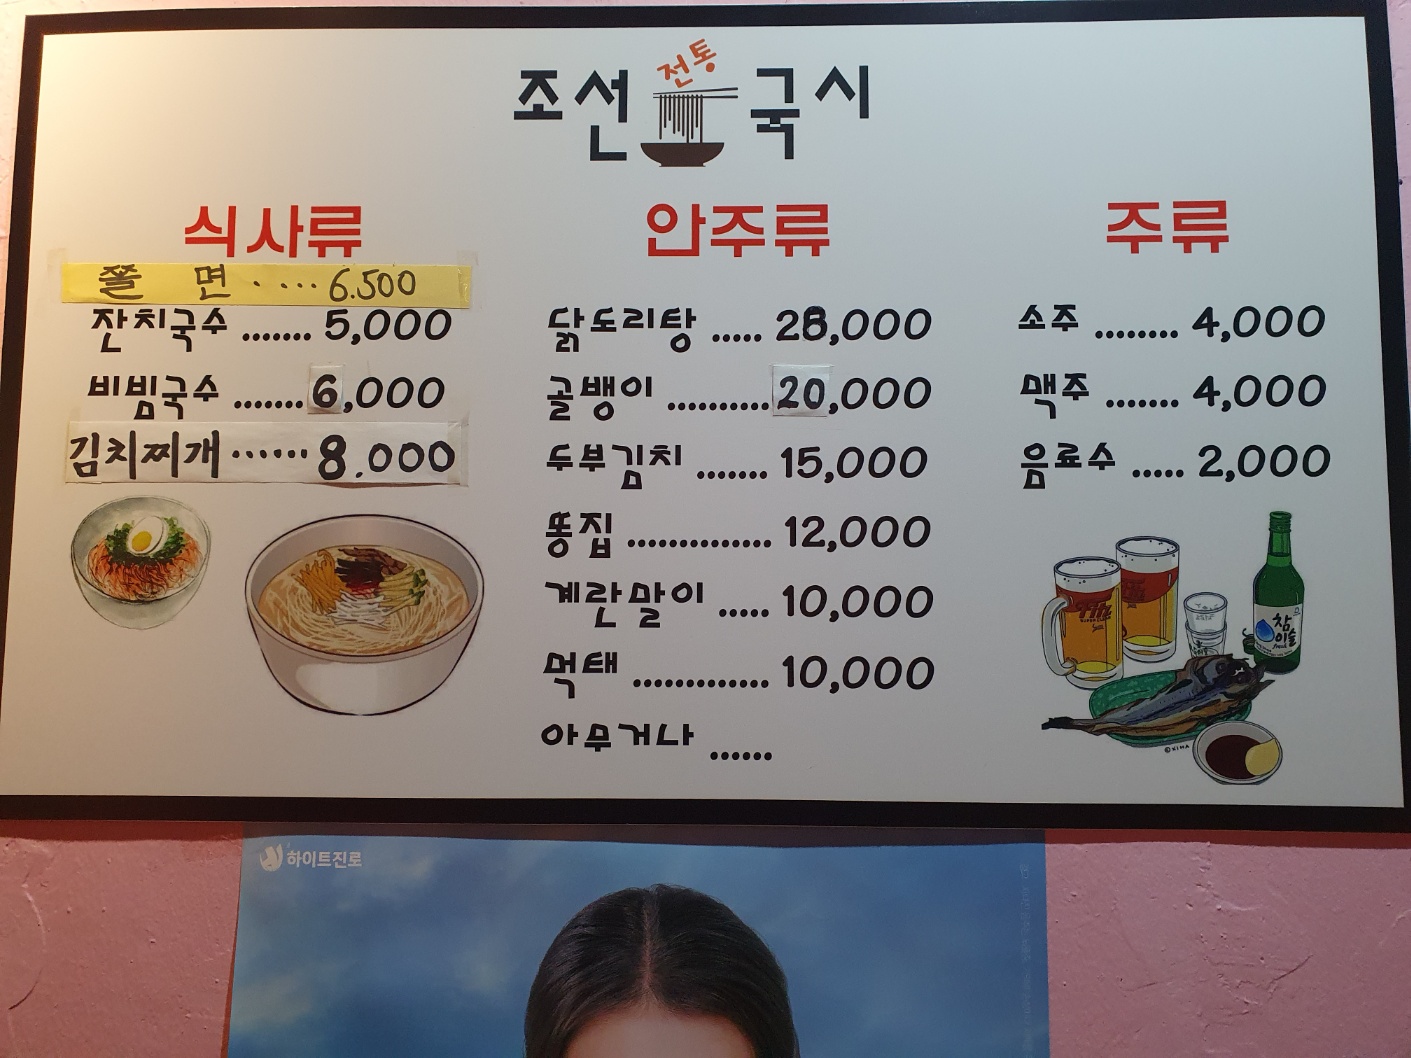 조선 전통 국시
식사류
쫄 면 ····· 6.500
잔치국수 ....... 5,000
비빔국수 ....... 6,000
김치찌개 ······ 8.000
안주류
닭도리탕 ..... 28,000
골뱅이 ........... 20,000
두부김치 ....... 15,000
똥집 .............. 12,000
계란말이 ..... 10,000
먹태 ............. 10,000
아무거나 ......
주류
소주 ........ 4,000
맥주 ....... 4,000
음료수 ..... 2,000
참
이슬
하이트진로